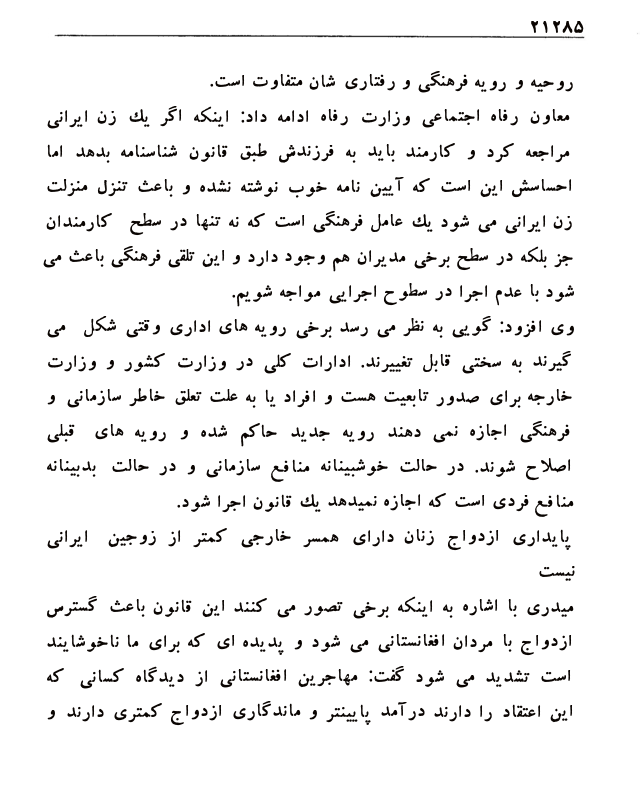 ۲۱۲۸۵
روحیه و رویه فرهنگی و رفتاری شان متفاوت است.
معاون رفاه اجتماعی وزارت رفاه ادامه داد: اینکه اگر یك زن ایرانی
مراجعه کرد و کارمند باید به فرزندش طبق قانون شناسنامه بدهد اما
احساسش این است که آیین نامه خوب نوشته نشده و باعث تنزل منزلت
زن ایرانی می شود یك عامل فرهنگی است که نه تنها در سطح کارمندان
جز بلکه در سطح برخی مدیران هم وجود دارد و این تلقی فرهنگی باعث می
شود با عدم اجرا در سطوح اجرایی مواجه شویم.
وی افزود: گویی به نظر می رسد برخی رویه های اداری وقتی شکل می
گیرند به سختی قابل تغییرند. ادارات کلی در وزارت کشور و وزارت
خارجه برای صدور تابعیت هست و افراد یا به علت تعلق خاطر سازمانی و
فرهنگی اجازه نمی دهند رویه جدید حاکم شده و رویه های قبلی
اصلاح شوند. در حالت خوشبینانه منافع سازمانی و در حالت بدبینانه
منافع فردی است که اجازه نمیدهد یك قانون اجرا شود.
پایداری ازدواج زنان دارای همسر خارجی کمتر از زوجین ایرانی
نیست
میدری با اشاره به اینکه برخی تصور می کنند این قانون باعث گسترس
ازدواج با مردان افغانستانی می شود و پدیده ای که برای ما ناخوشایند
است تشدید می شود گفت: مهاجرین افغانستانی از دیدگاه کسانی که
این اعتقاد را دارند درآمد پایینتر و ماندگاری ازدواج کمتری دارند و